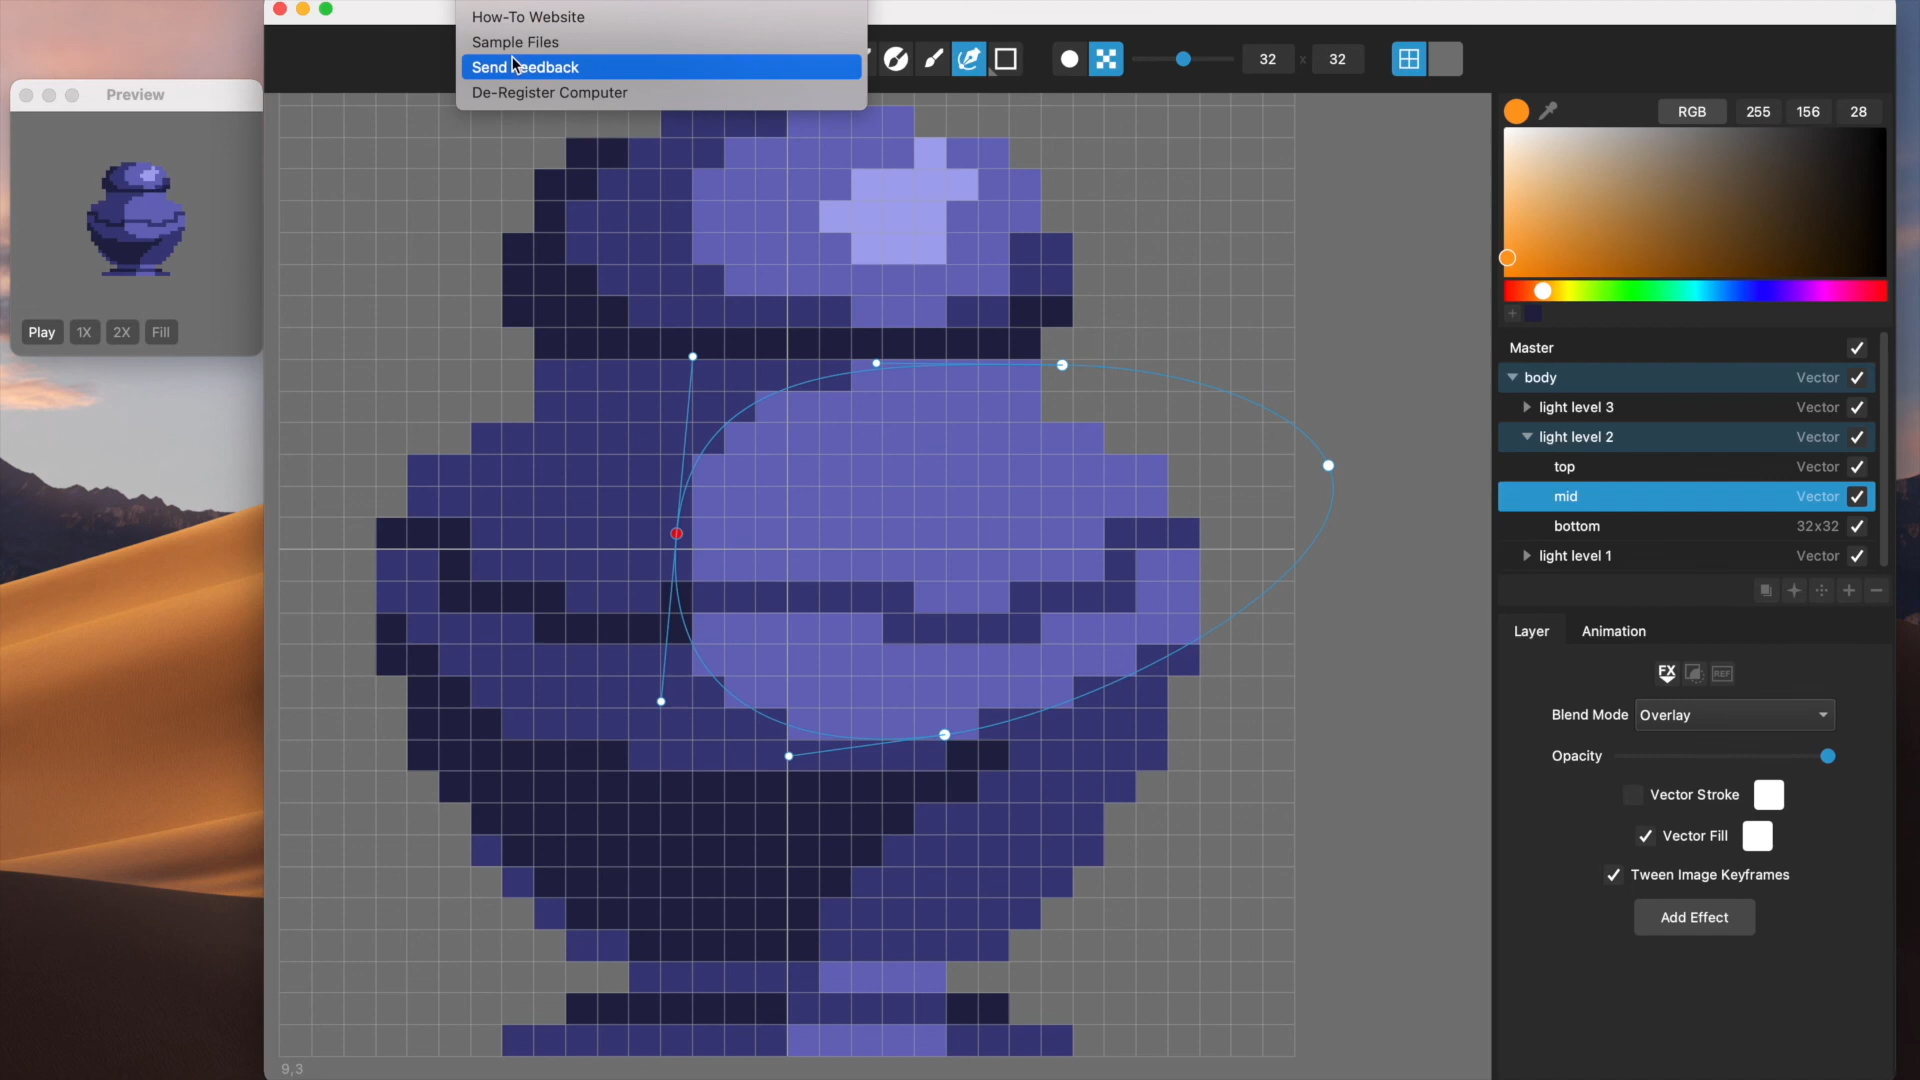 How-To Website
Sample Files
Send Feedback
De-Register Computer
32 x 32
Preview
Play 1X 2X Fill
RGB 255 156 28
Master
body Vector
light level 3 Vector
light level 2 Vector
top Vector
mid Vector
bottom 32x32
light level 1 Vector
Layer Animation
FX REF
Blend Mode Overlay
Opacity
Vector Stroke
Vector Fill
Tween Image Keyframes
Add Effect
9,3